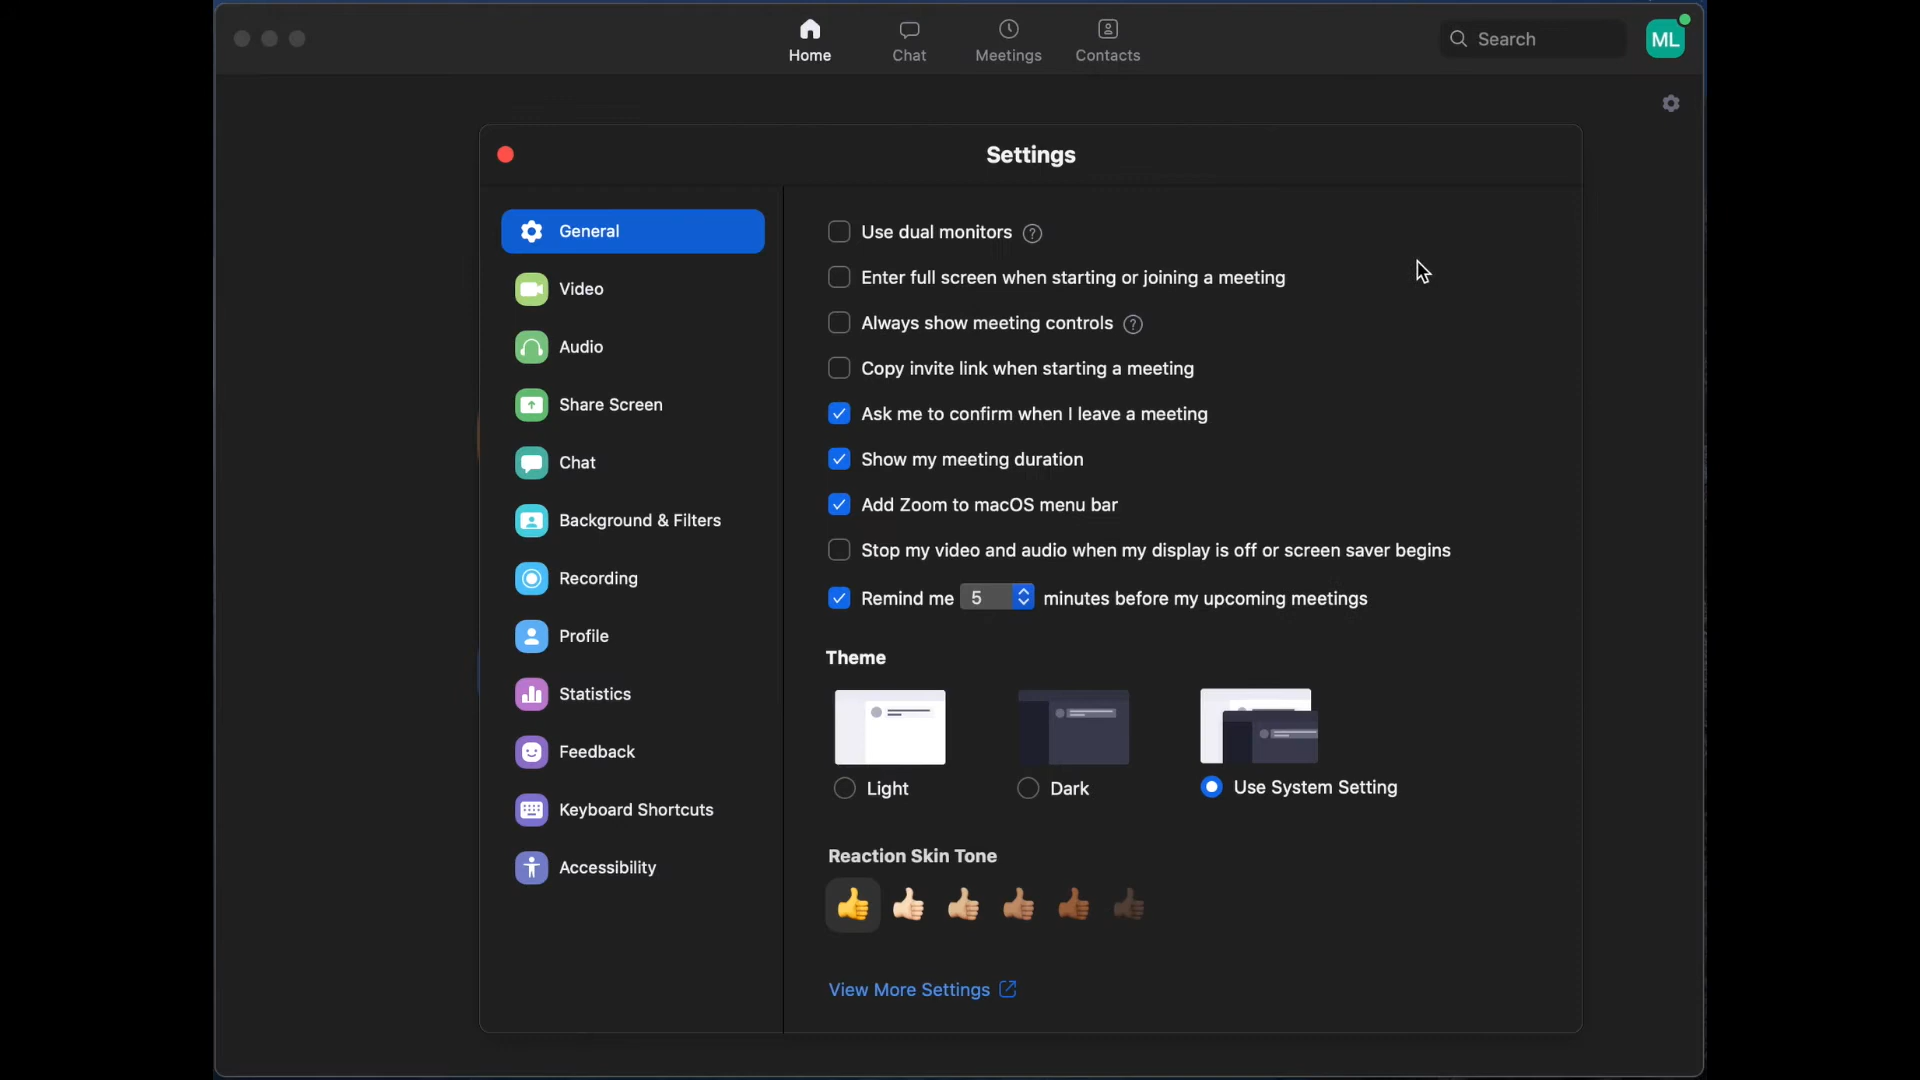 Home
Chat
Meetings
Contacts
Search
ML
Settings
General
Video
Audio
Share Screen
Chat
Background & Filters
Recording
Profile
Statistics
Feedback
Keyboard Shortcuts
Accessibility
Use dual monitors ?
Enter full screen when starting or joining a meeting
Always show meeting controls ?
Copy invite link when starting a meeting
Ask me to confirm when I leave a meeting
Show my meeting duration
Add Zoom to macOS menu bar
Stop my video and audio when my display is off or screen saver begins
Remind me 5 minutes before my upcoming meetings
Theme
Light
Dark
Use System Setting
Reaction Skin Tone
View More Settings